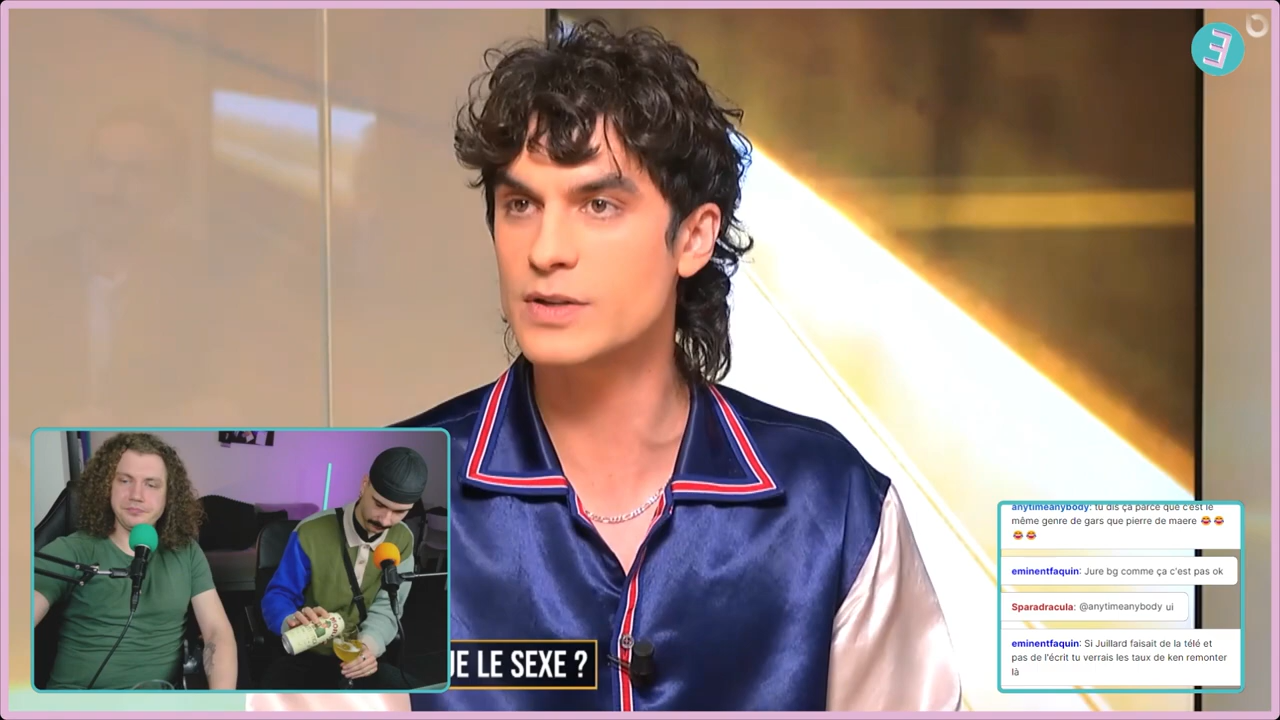 UE LE SEXE ?
anytimeanybody: tu dis ça parce que c'est le
même genre de gars que pierre de maere 😂😂
😂😂
eminentfaquin: Jure bg comme ça c'est pas ok
Sparadracula: @anytimeanybody ui
eminentfaquin: Si Juillard faisait de la télé et
pas de l'écrit tu verrais les taux de ken remonter
là